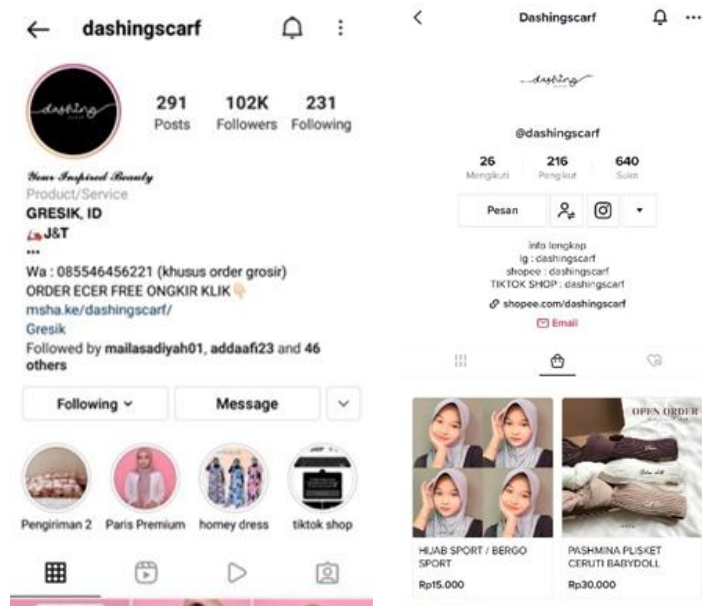 dashingscarf
dashing
291 102K 231
Posts Followers Following
Your Inspired Beauty
Product/Service
GRESIK, ID
J&T
•••
Wa : 085546456221 (khusus order grosir)
ORDER ECER FREE ONGKIR KLIK
msha.ke/dashingscarf/
Gresik
Followed by mailasadiyah01, addaafi23 and 46
others
Following Message
Pengiriman 2 Paris Premium homey dress tiktok shop
Dashingscarf
dashing
@dashingscarf
26 216 640
Mengikuti Pengikut Suka
Pesan
info lengkap
ig : dashingscarf
shopee : dashingscarf
TIKTOK SHOP : dashingscarf
shopee.com/dashingscarf
Email
OPEN ORDER
HIJAB SPORT / BERGO
SPORT
Rp15.000
PASHMINA PLISKET
CERUTI BABYDOLL
Rp30.000